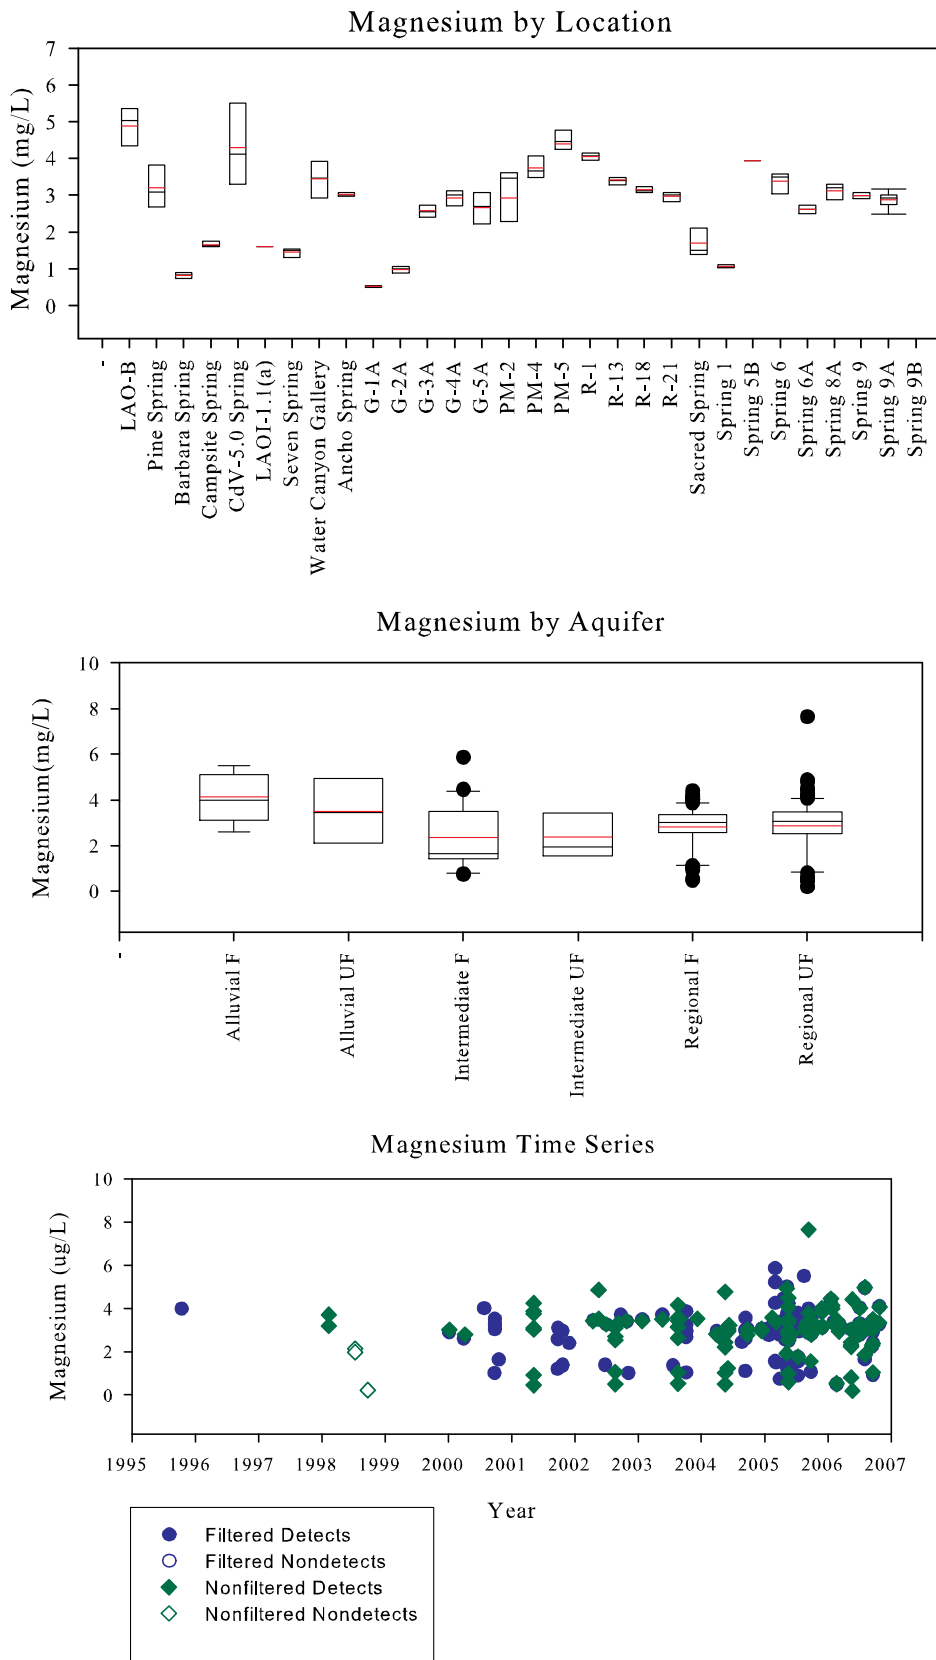 Magnesium by Location
Magnesium (mg/L)
7
6
5
4
3
2
1
0
-
LAO-B
Pine Spring
Barbara Spring
Campsite Spring
CdV-5.0 Spring
LAOI-1.1(a)
Seven Spring
Water Canyon Gallery
Ancho Spring
G-1A
G-2A
G-3A
G-4A
G-5A
PM-2
PM-4
PM-5
R-1
R-13
R-18
R-21
Sacred Spring
Spring 1
Spring 5B
Spring 6
Spring 6A
Spring 8A
Spring 9
Spring 9A
Spring 9B
Magnesium by Aquifer
Magnesium(mg/L)
10
8
6
4
2
0
-
Alluvial F
Alluvial UF
Intermediate F
Intermediate UF
Regional F
Regional UF
Magnesium Time Series
Magnesium (ug/L)
10
8
6
4
2
0
1995 1996 1997 1998 1999 2000 2001 2002 2003 2004 2005 2006 2007
Year
Filtered Detects
Filtered Nondetects
Nonfiltered Detects
Nonfiltered Nondetects